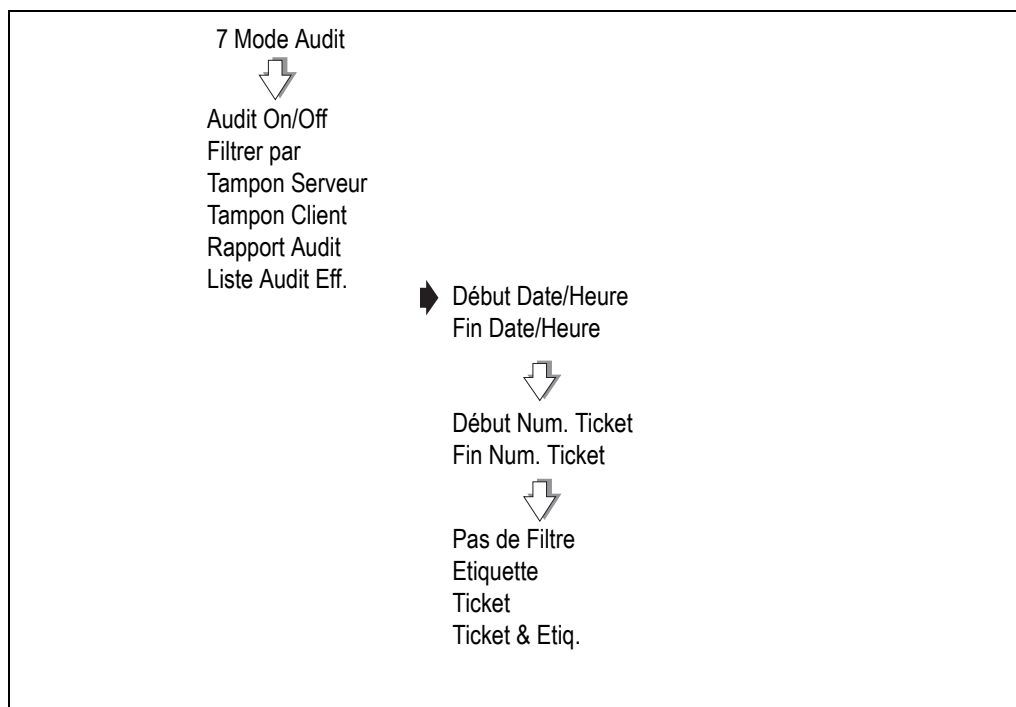 7 Mode Audit
Audit On/Off
Filtrer par
Tampon Serveur
Tampon Client
Rapport Audit
Liste Audit Eff.
Début Date/Heure
Fin Date/Heure
Début Num. Ticket
Fin Num. Ticket
Pas de Filtre
Etiquette
Ticket
Ticket & Etiq.